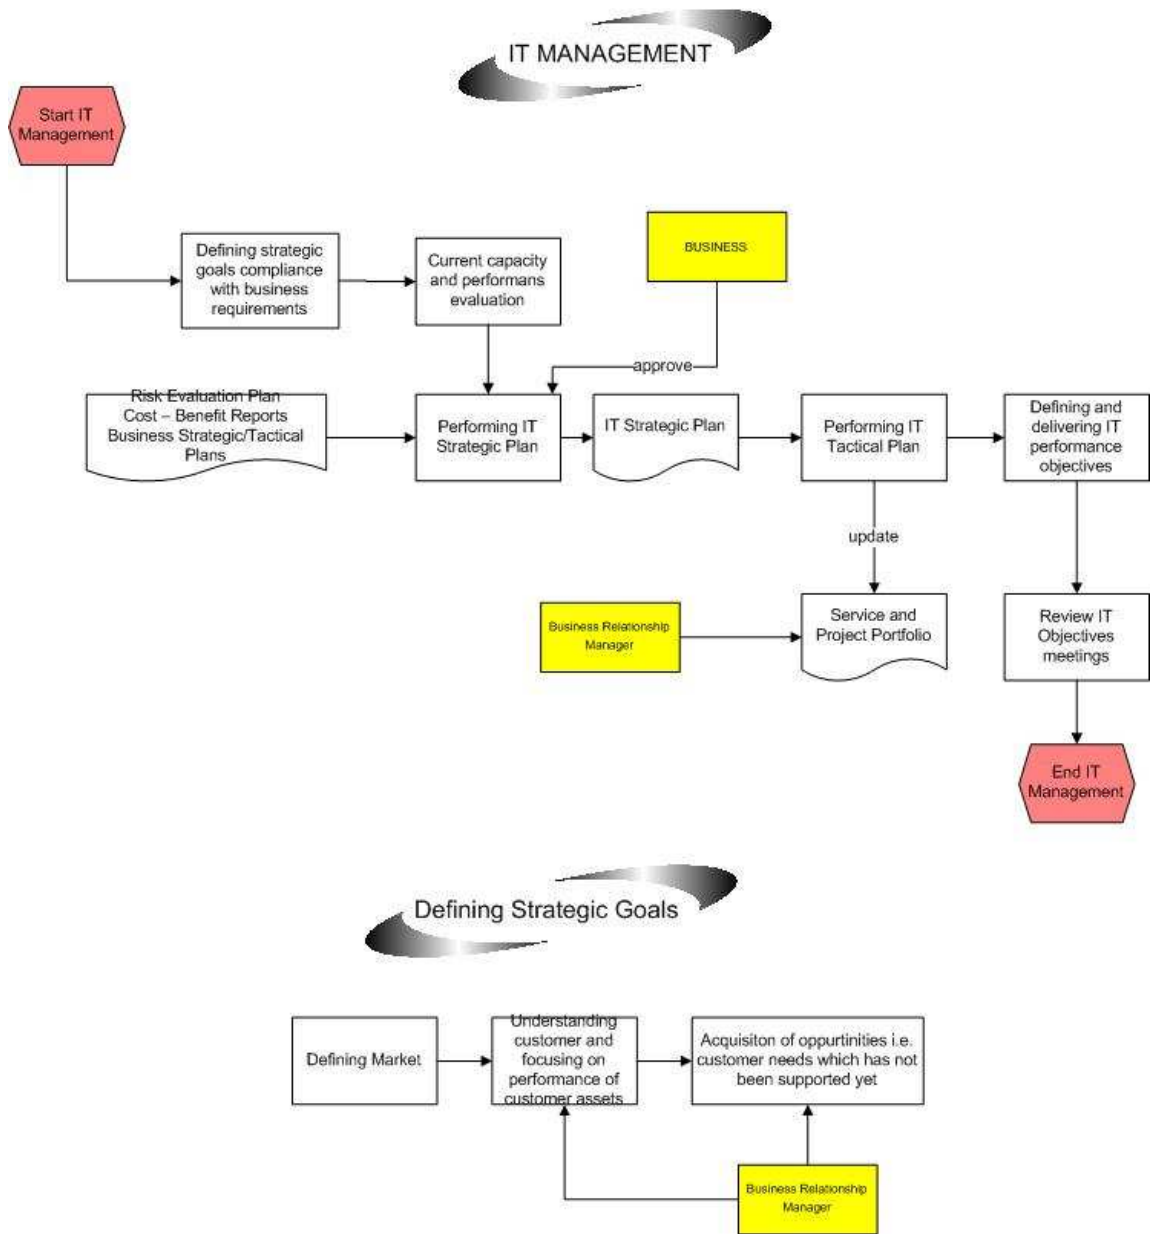 IT MANAGEMENT
Start IT
Management
Defining strategic
goals compliance
with business
requirements
Current capacity
and performans
evaluation
BUSINESS
approve
Risk Evaluation Plan
Cost – Benefit Reports
Business Strategic/Tactical
Plans
Performing IT
Strategic Plan
IT Strategic Plan
Performing IT
Tactical Plan
Defining and
delivering IT
performance
objectives
update
Business Relationship
Manager
Service and
Project Portfolio
Review IT
Objectives
meetings
End IT
Management
Defining Strategic Goals
Defining Market
Understanding
customer and
focusing on
performance of
customer assets
Acquisiton of oppurtinities i.e.
customer needs which has not
been supported yet
Business Relationship
Manager